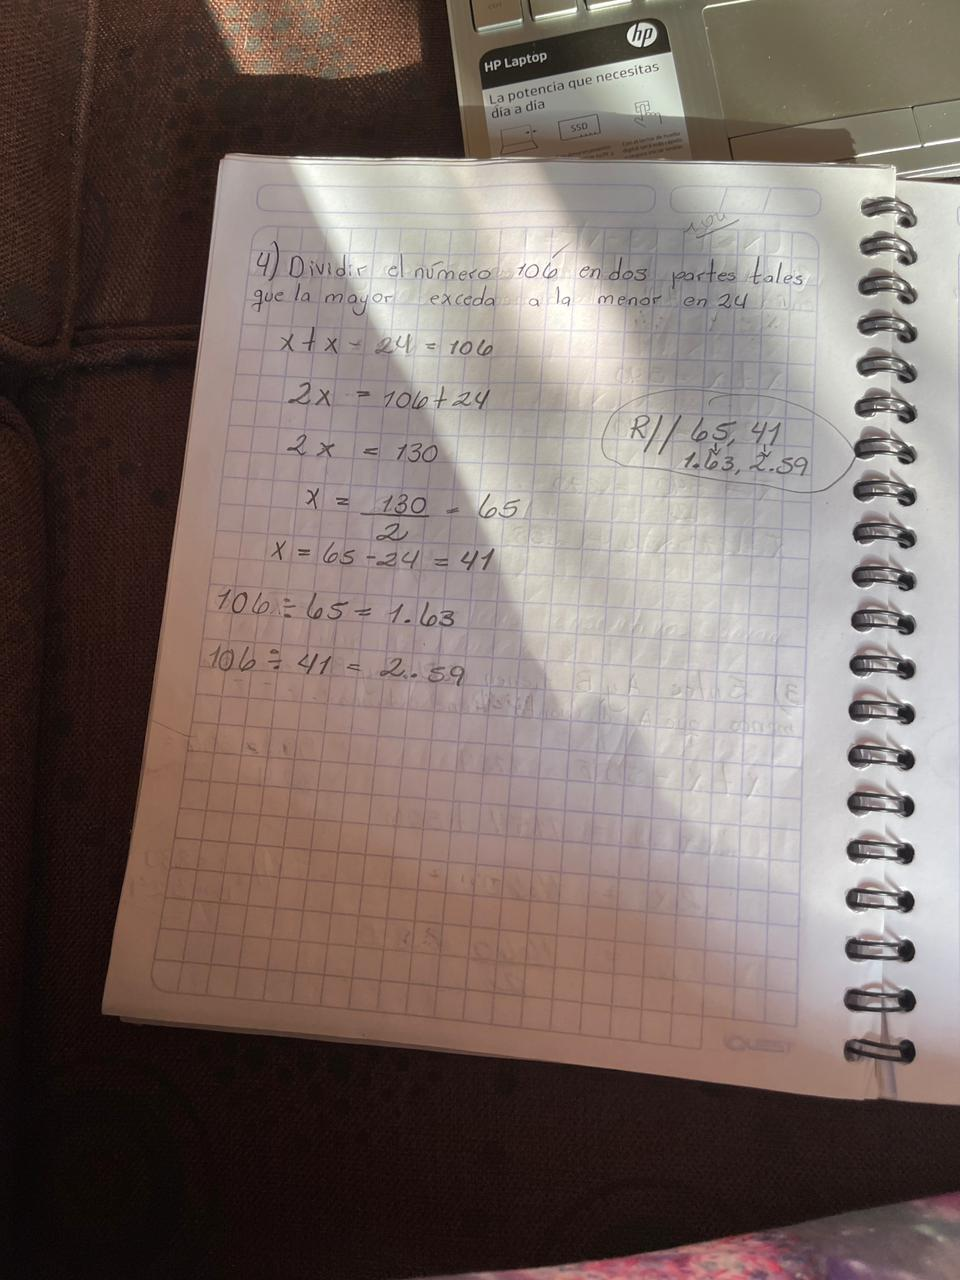 hp
HP Laptop
La potencia que necesitas
día a día
SSD
4) Dividir el número 106 en dos partes tales
que la mayor exceda a la menor en 24
x + x - 24 = 106
2x = 106 + 24
2x = 130
x = 130/2 = 65
x = 65 - 24 = 41
106 ÷ 65 = 1.63
106 ÷ 41 = 2..59
R// 65, 41
1.63, 2.59
QUEST